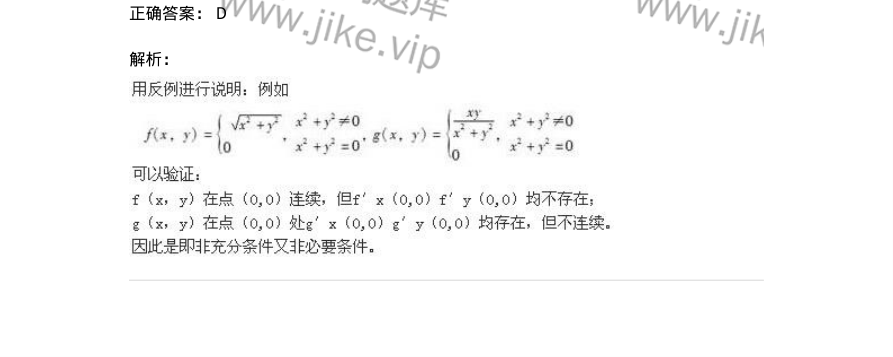 题库
www.jike.vip
www.jik
正确答案： D
解析：
用反例进行说明：例如
f(x, y) = { √x²+y², x²+y²≠0 0 x²+y²=0 , g(x, y) = { xy/x²+y², x²+y²≠0 0 x²+y²=0
可以验证：
f（x，y）在点（0,0）连续，但f′ x（0,0）f′ y（0,0）均不存在；
g（x，y）在点（0,0）处g′ x（0,0）g′ y（0,0）均存在，但不连续。
因此是即非充分条件又非必要条件。